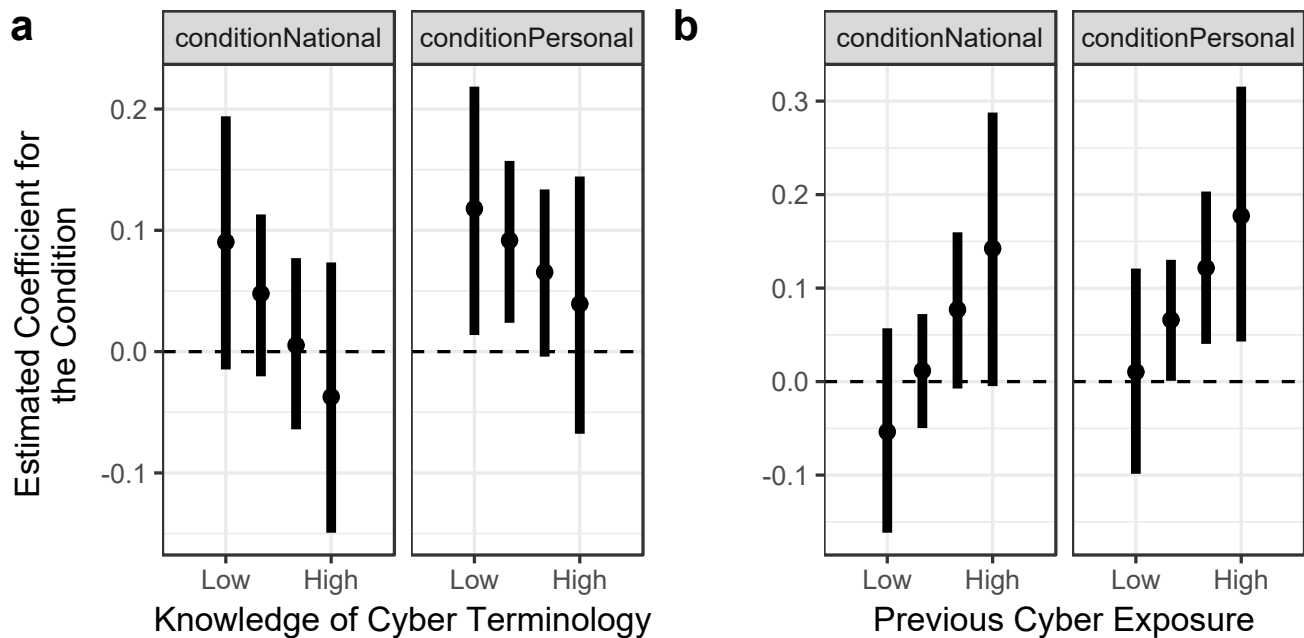 a
conditionNational
conditionPersonal
Estimated Coefficient for
the Condition
0.2
0.1
0.0
-0.1
Low
High
Low
High
Knowledge of Cyber Terminology
b
conditionNational
conditionPersonal
0.3
0.2
0.1
0.0
-0.1
Low
High
Low
High
Previous Cyber Exposure